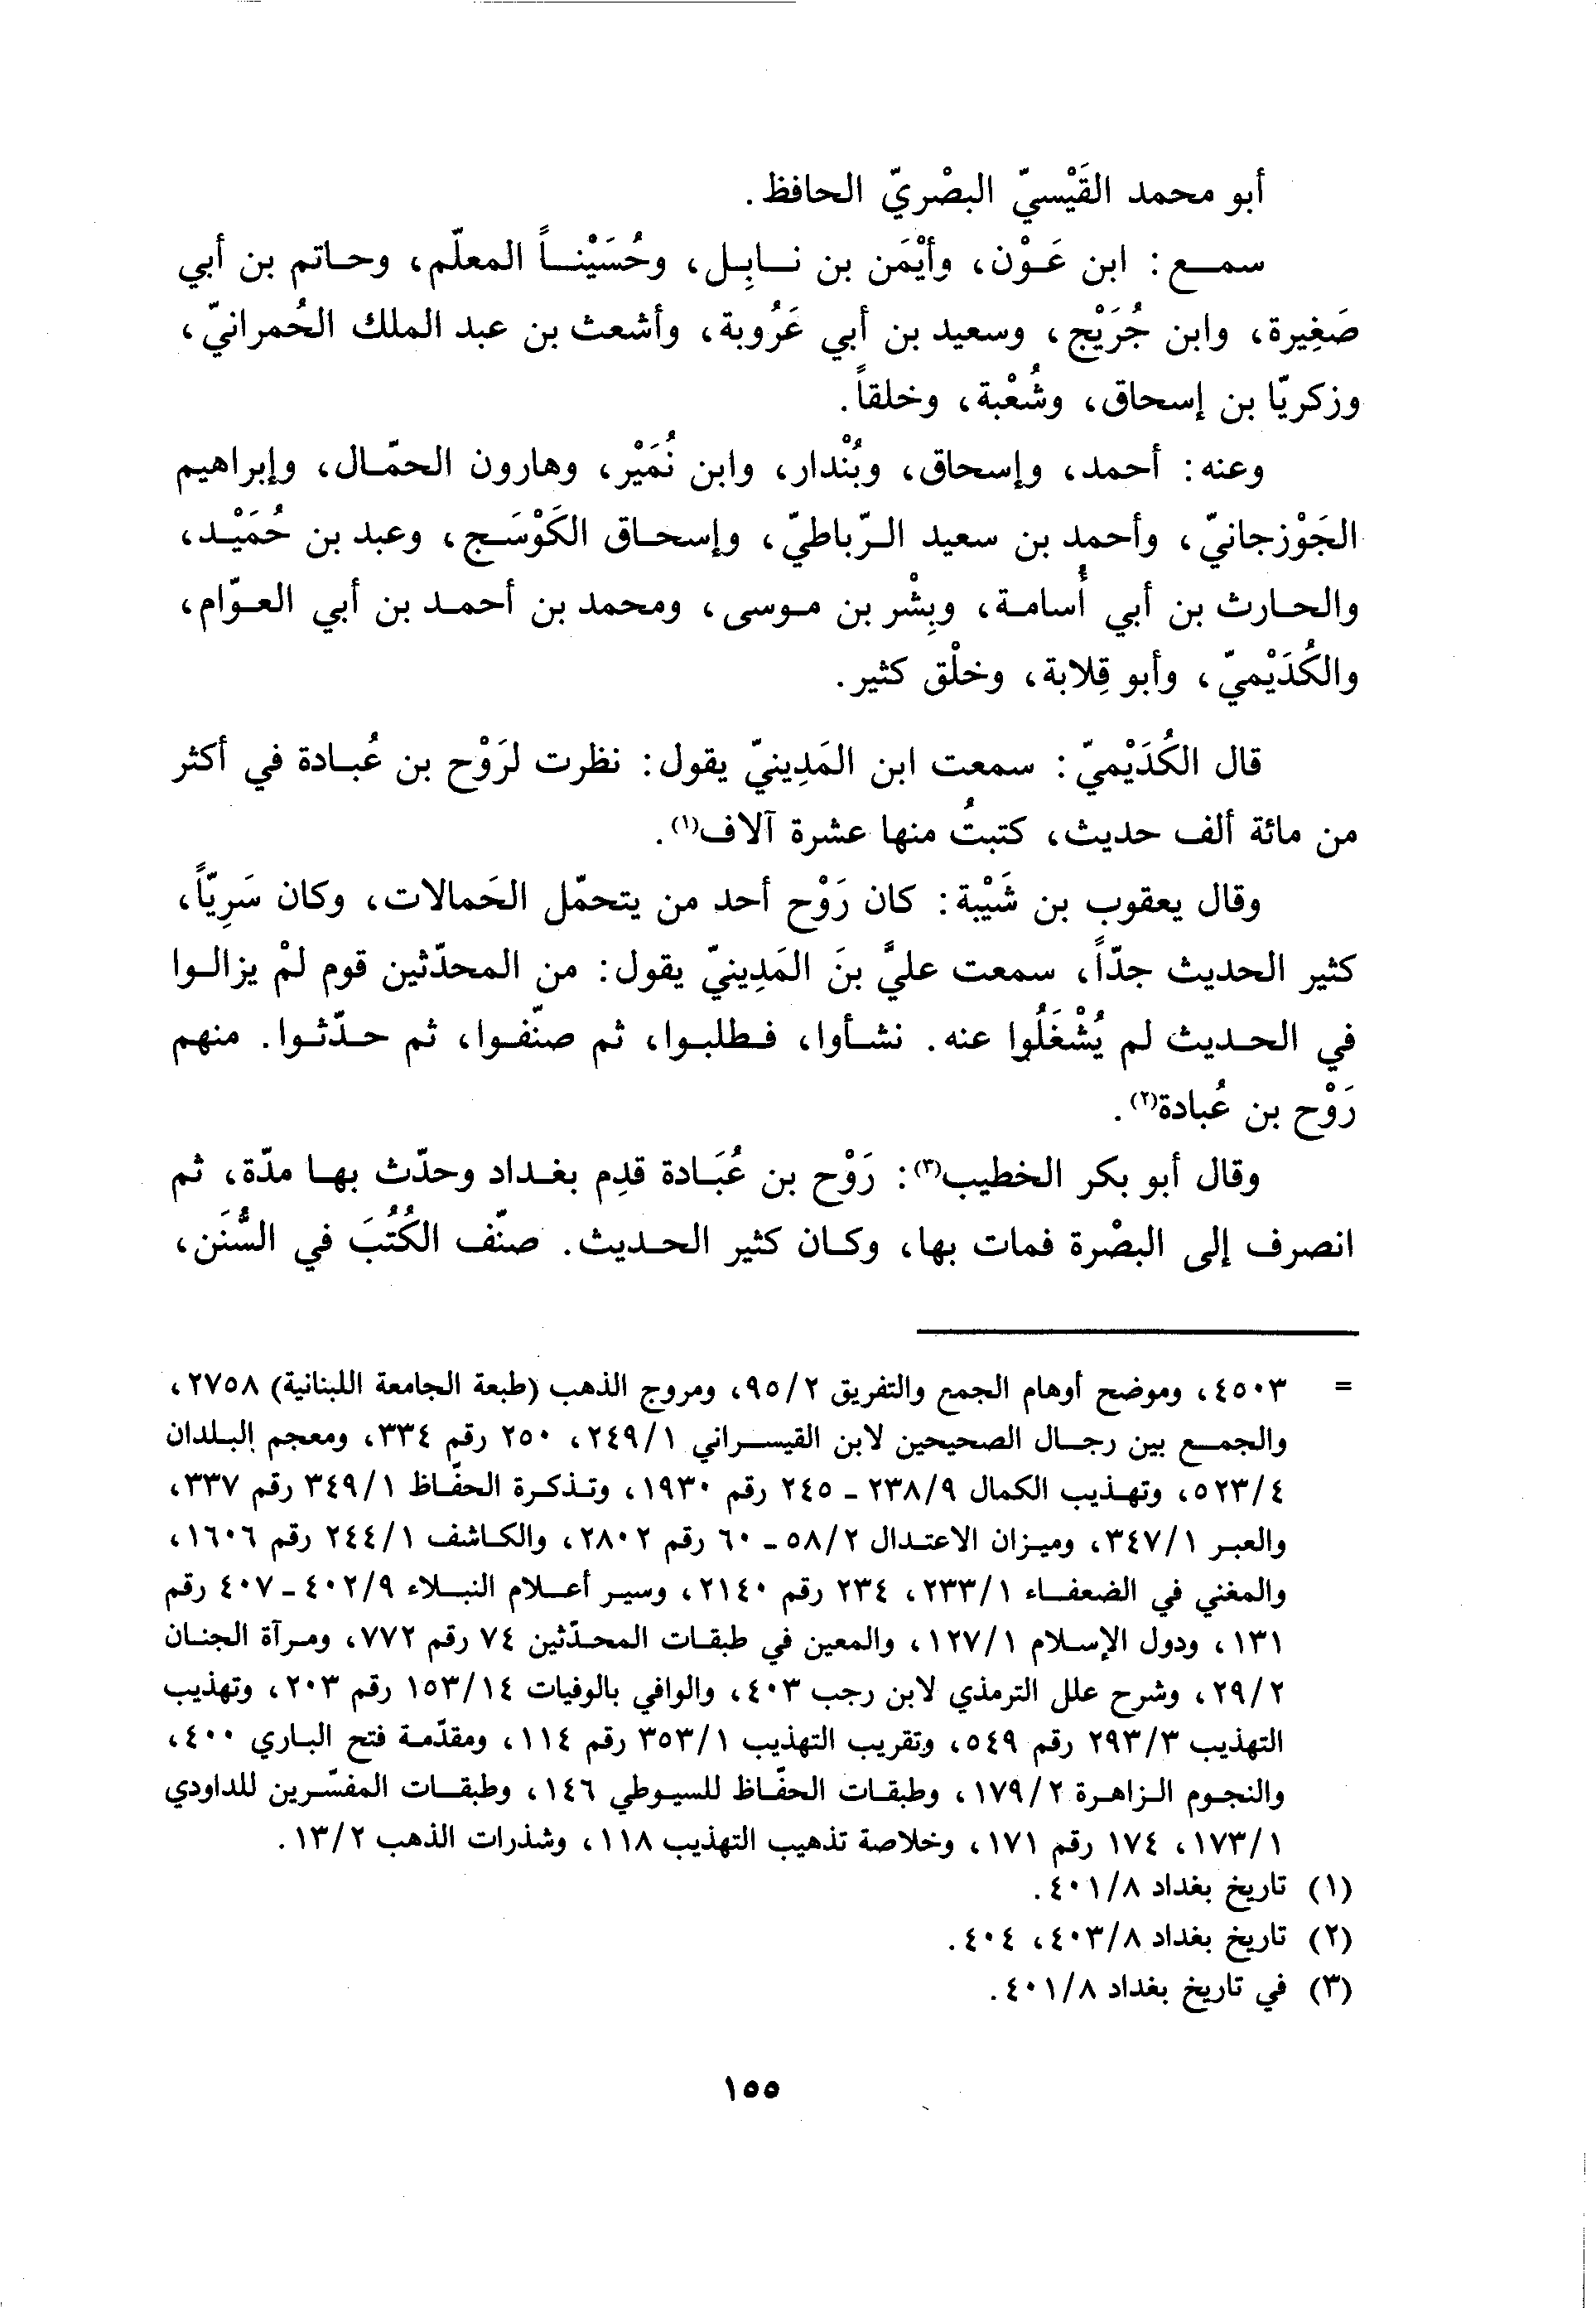 أبو محمد القَيْسيّ البصْريّ الحافظ.
سمع: ابن عَوْن، وأيْمَن بن نابِل، وحُسَيْناً المعلّم، وحاتم بن أبي
صَغِيرة، وابن جُرَيْج، وسعيد بن أبي عَرُوبة، وأشعث بن عبد الملك الحُمرانيّ،
وزكريّا بن إسحاق، وشُعْبة، وخلقاً.
وعنه: أحمد، وإسحاق، وبُنْدار، وابن نُمَيْر، وهارون الحمّال، وإبراهيم
الجَوْزجانيّ، وأحمد بن سعيد الرّباطيّ، وإسحاق الكَوْسَج، وعبد بن حُمَيْد،
والحارث بن أبي أُسامة، وبِشْر بن موسى، ومحمد بن أحمد بن أبي العوّام،
والكُدَيْميّ، وأبو قِلابة، وخلْق كثير.
قال الكُدَيْميّ: سمعت ابن المَدِينيّ يقول: نظرت لرَوْح بن عُبادة في أكثر
من مائة ألف حديث، كتبتُ منها عشرة آلاف(١).
وقال يعقوب بن شَيْبة: كان رَوْح أحد من يتحمّل الحَمالات، وكان سَرِيّاً،
كثير الحديث جدّاً، سمعت عليَّ بنَ المَدِينيّ يقول: من المحدّثين قوم لمْ يزالوا
في الحديث لم يُشْغَلُوا عنه. نشأوا، فطلبوا، ثم صنّفوا، ثم حدّثوا. منهم
رَوْح بن عُبادة(٢).
وقال أبو بكر الخطيب(٣): رَوْح بن عُبَادة قدِم بغداد وحدّث بها مدّة، ثم
انصرف إلى البصْرة فمات بها، وكان كثير الحديث. صنّف الكُتُبَ في السُّنَن،
= ٤٥٠٣، وموضح أوهام الجمع والتفريق ٢/٩٥، ومروج الذهب (طبعة الجامعة اللبنانية) ٢٧٥٨،
والجمع بين رجال الصحيحين لابن القيسراني ١/٢٤٩، ٢٥٠ رقم ٣٣٤، ومعجم البلدان
٤/٥٢٣، وتهذيب الكمال ٩/٢٣٨ - ٢٤٥ رقم ١٩٣٠، وتذكرة الحفّاظ ١/٣٤٩ رقم ٣٣٧،
والعبر ١/٣٤٧، وميزان الاعتدال ٢/٥٨ - ٦٠ رقم ٢٨٠٢، والكاشف ١/٢٤٤ رقم ١٦٠٦،
والمغني في الضعفاء ١/٢٣٣، ٢٣٤ رقم ٢١٤٠، وسير أعلام النبلاء ٩/٤٠٢ - ٤٠٧ رقم
١٣١، ودول الإسلام ١/١٢٧، والمعين في طبقات المحدّثين ٧٤ رقم ٧٧٢، ومرآة الجنان
٢/٢٩، وشرح علل الترمذي لابن رجب ٤٠٣، والوافي بالوفيات ١٤/١٥٣ رقم ٢٠٣، وتهذيب
التهذيب ٣/٢٩٣ رقم ٥٤٩، وتقريب التهذيب ١/٣٥٣ رقم ١١٤، ومقدّمة فتح الباري ٤٠٠،
والنجوم الزاهرة ٢/١٧٩، وطبقات الحفّاظ للسيوطي ١٤٦، وطبقات المفسّرين للداودي
١/١٧٣، ١٧٤ رقم ١٧١، وخلاصة تذهيب التهذيب ١١٨، وشذرات الذهب ٢/١٣.
(١) تاريخ بغداد ٨/٤٠١.
(٢) تاريخ بغداد ٨/٤٠٣، ٤٠٤.
(٣) في تاريخ بغداد ٨/٤٠١.
١٥٥